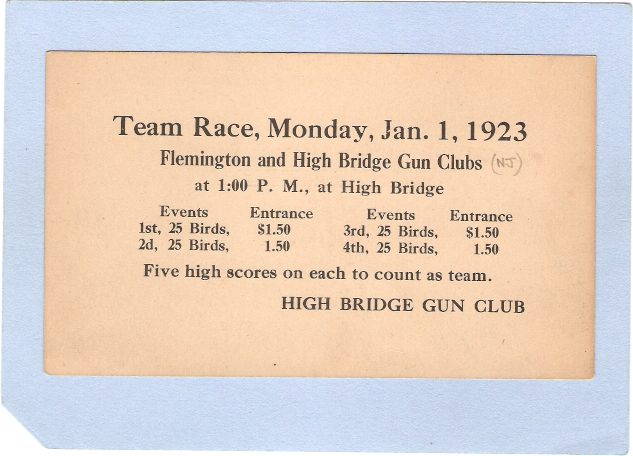 Team Race, Monday, Jan. 1, 1923
Flemington and High Bridge Gun Clubs (NJ)
at 1:00 P. M., at High Bridge
Events Entrance Events Entrance
1st, 25 Birds, $1.50 3rd, 25 Birds, $1.50
2d, 25 Birds, 1.50 4th, 25 Birds, 1.50
Five high scores on each to count as team.
HIGH BRIDGE GUN CLUB